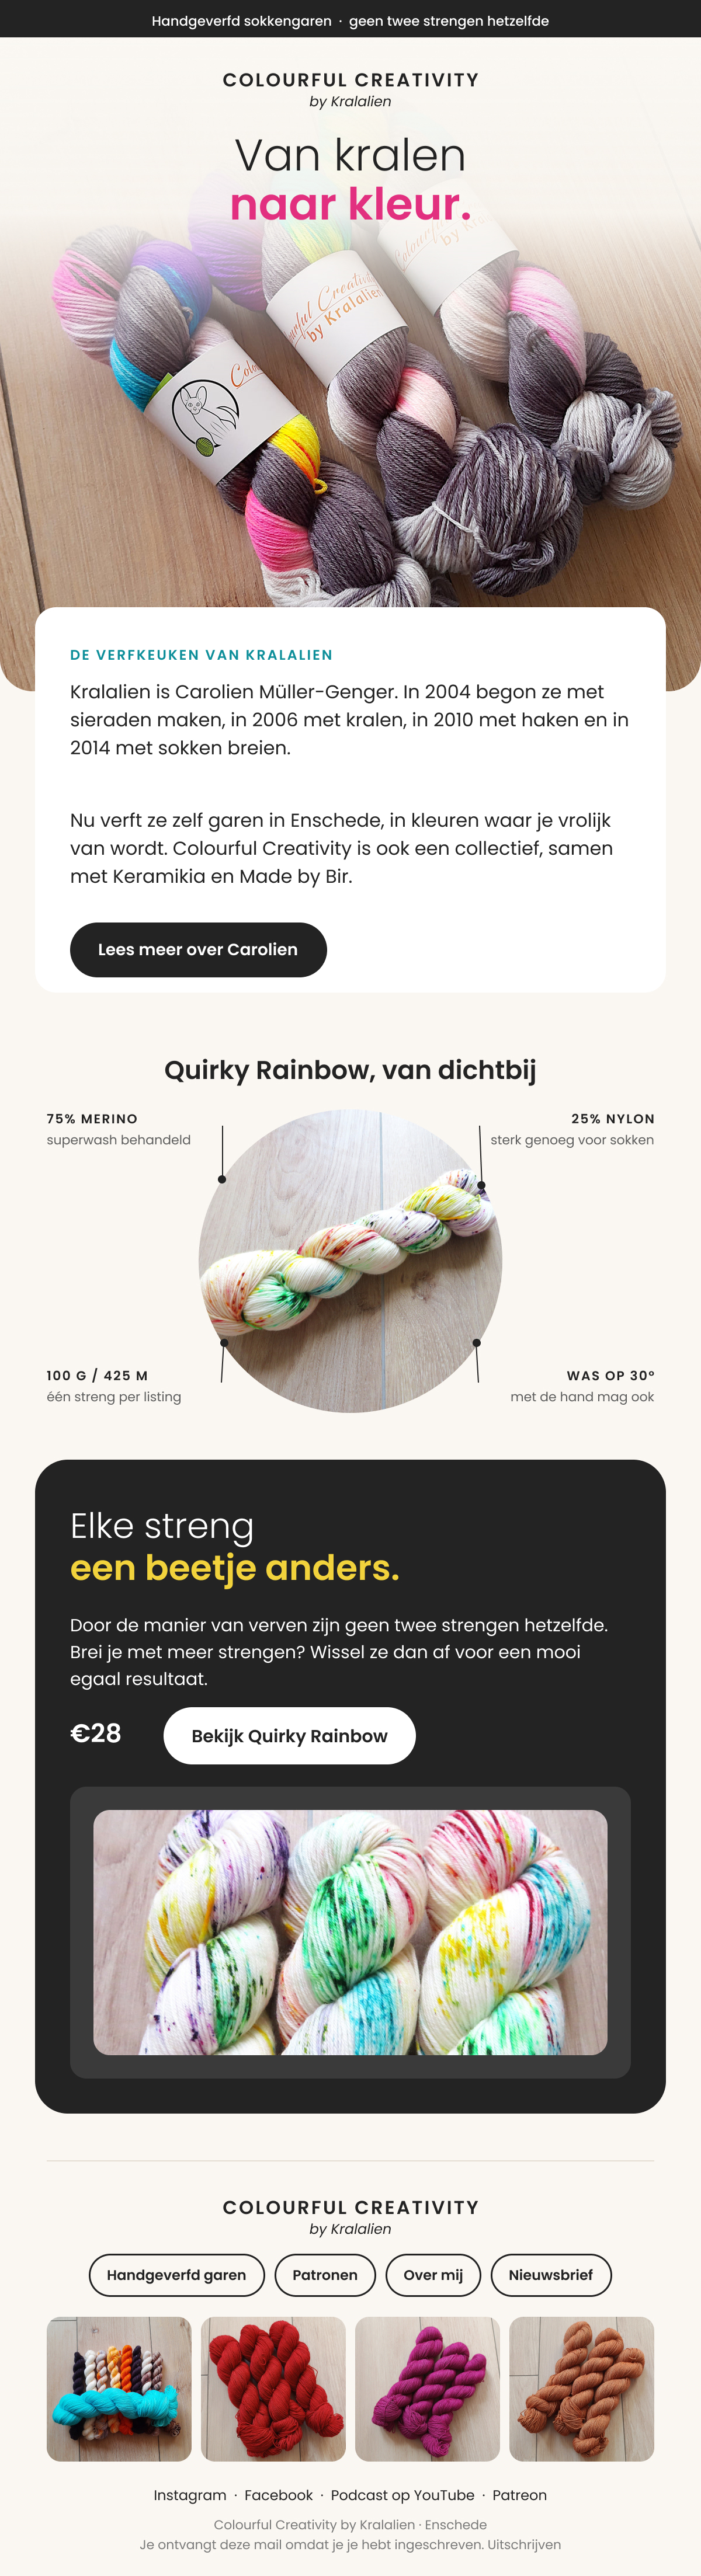 Handgeverfd sokkengaren · geen twee strengen hetzelfde
COLOURFUL CREATIVITY
by Kralalien
Van kralen
naar kleur.
Colourful Creativity
by Kralalien
DE VERFKEUKEN VAN KRALALIEN
Kralalien is Carolien Müller-Genger. In 2004 begon ze met
sieraden maken, in 2006 met kralen, in 2010 met haken en in
2014 met sokken breien.
Nu verft ze zelf garen in Enschede, in kleuren waar je vrolijk
van wordt. Colourful Creativity is ook een collectief, samen
met Keramikia en Made by Bir.
Lees meer over Carolien
Quirky Rainbow, van dichtbij
75% MERINO
superwash behandeld
25% NYLON
sterk genoeg voor sokken
100 G / 425 M
één streng per listing
WAS OP 30°
met de hand mag ook
Elke streng
een beetje anders.
Door de manier van verven zijn geen twee strengen hetzelfde.
Brei je met meer strengen? Wissel ze dan af voor een mooi
egaal resultaat.
€28
Bekijk Quirky Rainbow
COLOURFUL CREATIVITY
by Kralalien
Handgeverfd garen
Patronen
Over mij
Nieuwsbrief
Instagram · Facebook · Podcast op YouTube · Patreon
Colourful Creativity by Kralalien · Enschede
Je ontvangt deze mail omdat je je hebt ingeschreven. Uitschrijven